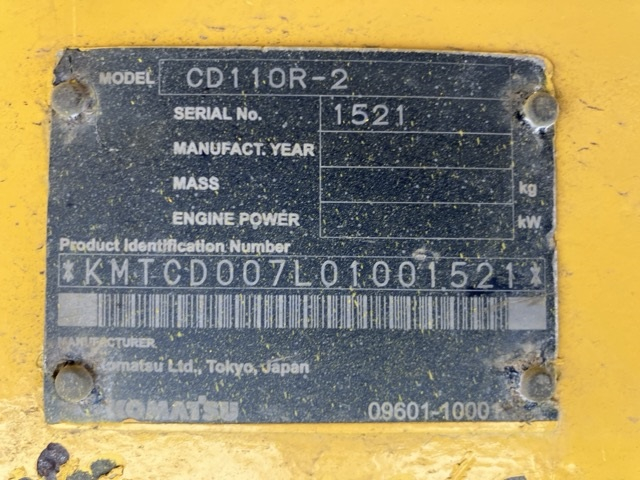 MODEL CD110R-2
SERIAL No. 1521
MANUFACT. YEAR
MASS kg
ENGINE POWER kW
Product Identification Number
*KMTCD007L01001521*
MANUFACTURER
Komatsu Ltd., Tokyo, Japan
KOMATSU 09601-10001